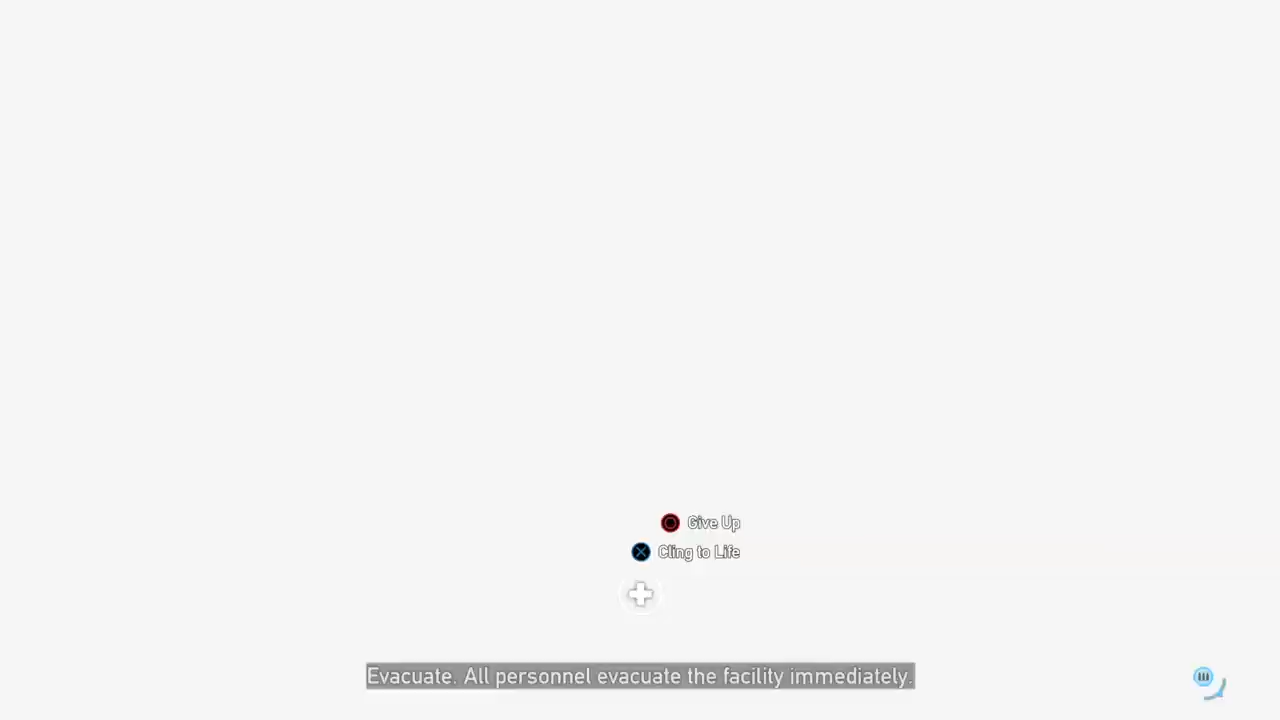 Give Up
Cling to Life
Evacuate. All personnel evacuate the facility immediately.